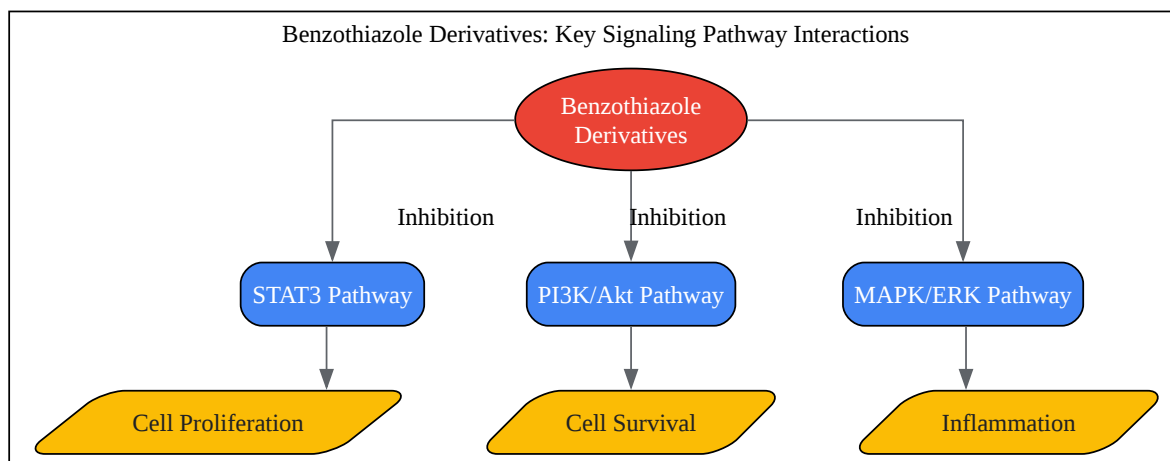 Benzothiazole Derivatives: Key Signaling Pathway Interactions
Benzothiazole
Derivatives
Inhibition
Inhibition
Inhibition
STAT3 Pathway
PI3K/Akt Pathway
MAPK/ERK Pathway
Cell Proliferation
Cell Survival
Inflammation